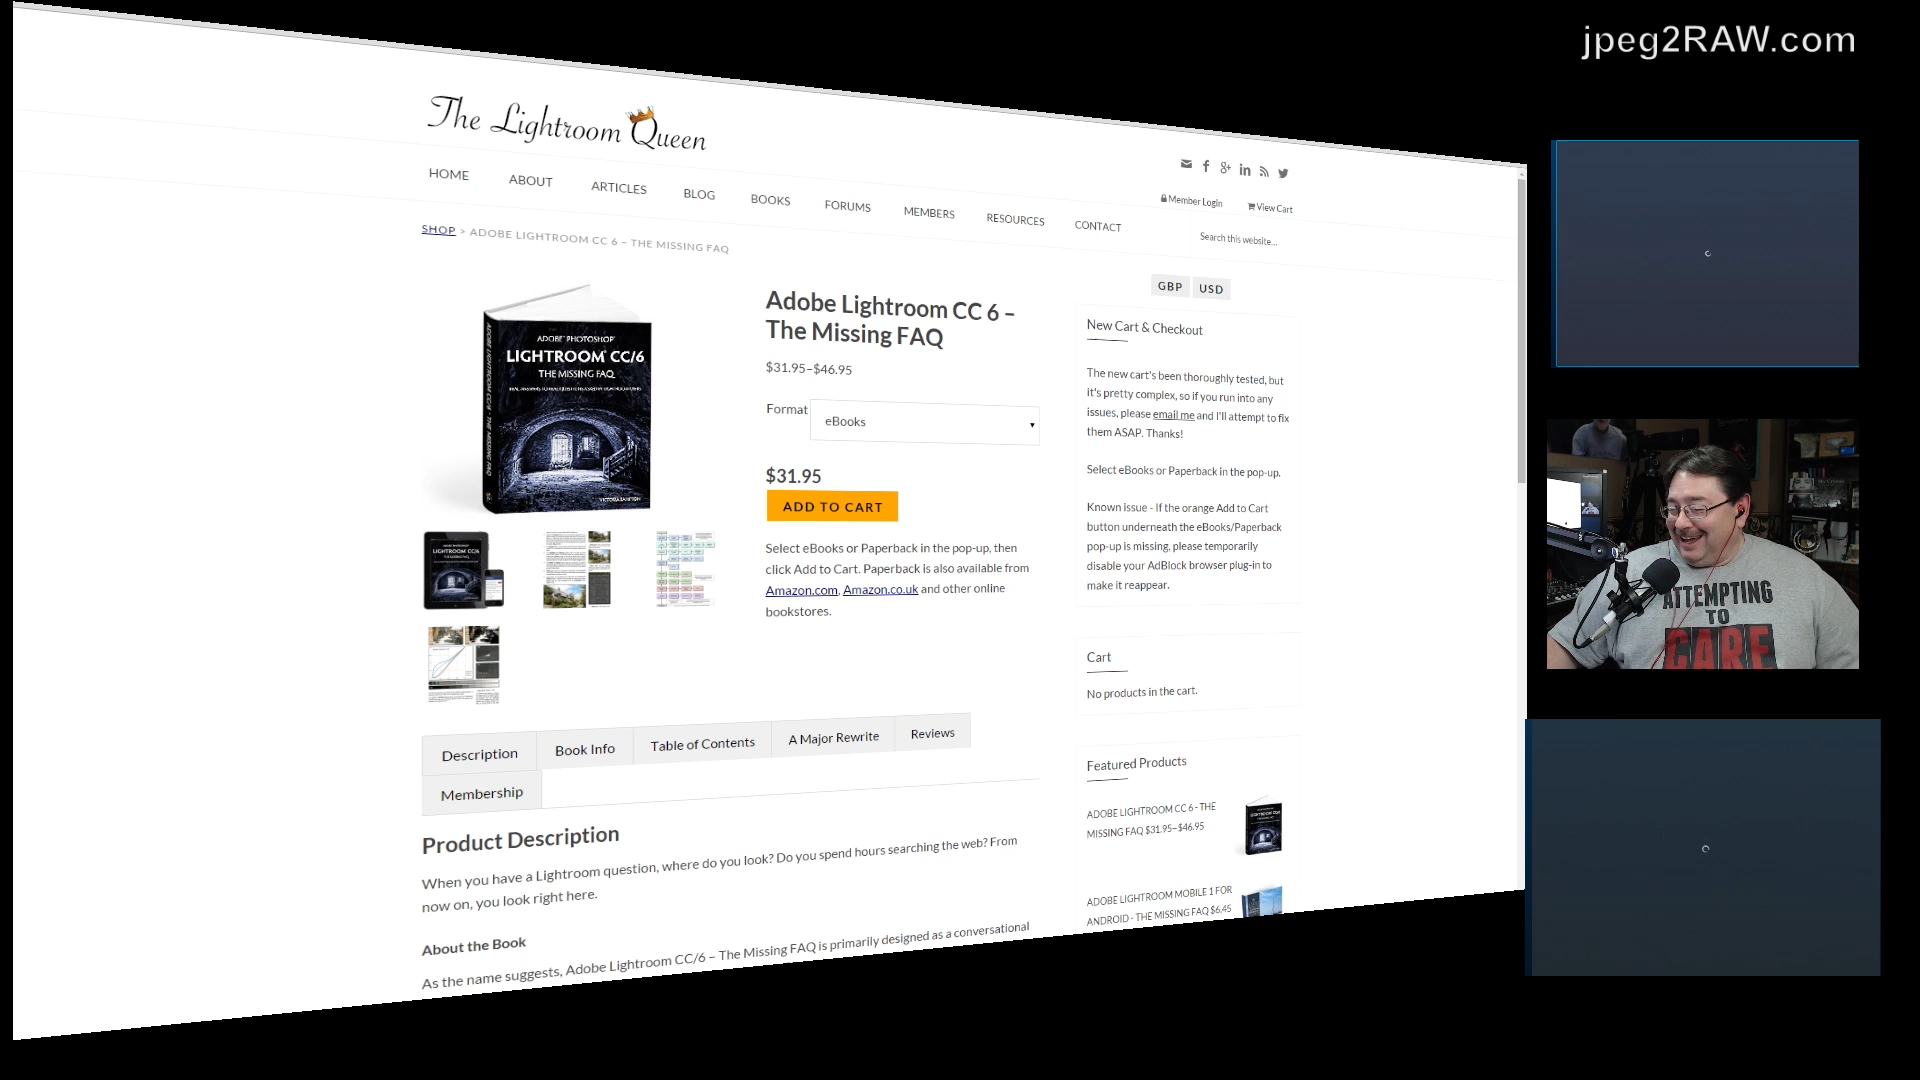 jpeg2RAW.com
The Lightroom Queen
HOME ABOUT ARTICLES BLOG BOOKS FORUMS MEMBERS RESOURCES CONTACT
Member Login View Cart
Search this website...
SHOP > ADOBE LIGHTROOM CC 6 – THE MISSING FAQ
GBP USD
ADOBE PHOTOSHOP
LIGHTROOM CC/6
THE MISSING FAQ
VICTORIA BAMPTON
Adobe Lightroom CC 6 –
The Missing FAQ
$31.95–$46.95
Format eBooks
$31.95
ADD TO CART
Select eBooks or Paperback in the pop-up, then
click Add to Cart. Paperback is also available from
Amazon.com, Amazon.co.uk and other online
bookstores.
New Cart & Checkout
The new cart's been thoroughly tested, but
it's pretty complex, so if you run into any
issues, please email me and I'll attempt to fix
them ASAP. Thanks!
Select eBooks or Paperback in the pop-up.
Known issue - If the orange Add to Cart
button underneath the eBooks/Paperback
pop-up is missing, please temporarily
disable your AdBlock browser plug-in to
make it reappear.
Cart
No products in the cart.
Featured Products
ADOBE LIGHTROOM CC 6 - THE
MISSING FAQ $31.95–$46.95
ADOBE LIGHTROOM MOBILE 1 FOR
ANDROID - THE MISSING FAQ $6.45
Description Book Info Table of Contents A Major Rewrite Reviews
Membership
Product Description
When you have a Lightroom question, where do you look? Do you spend hours searching the web? From
now on, you look right here.
About the Book
As the name suggests, Adobe Lightroom CC/6 – The Missing FAQ is primarily designed as a conversational
ATTEMPTING
TO
CARE